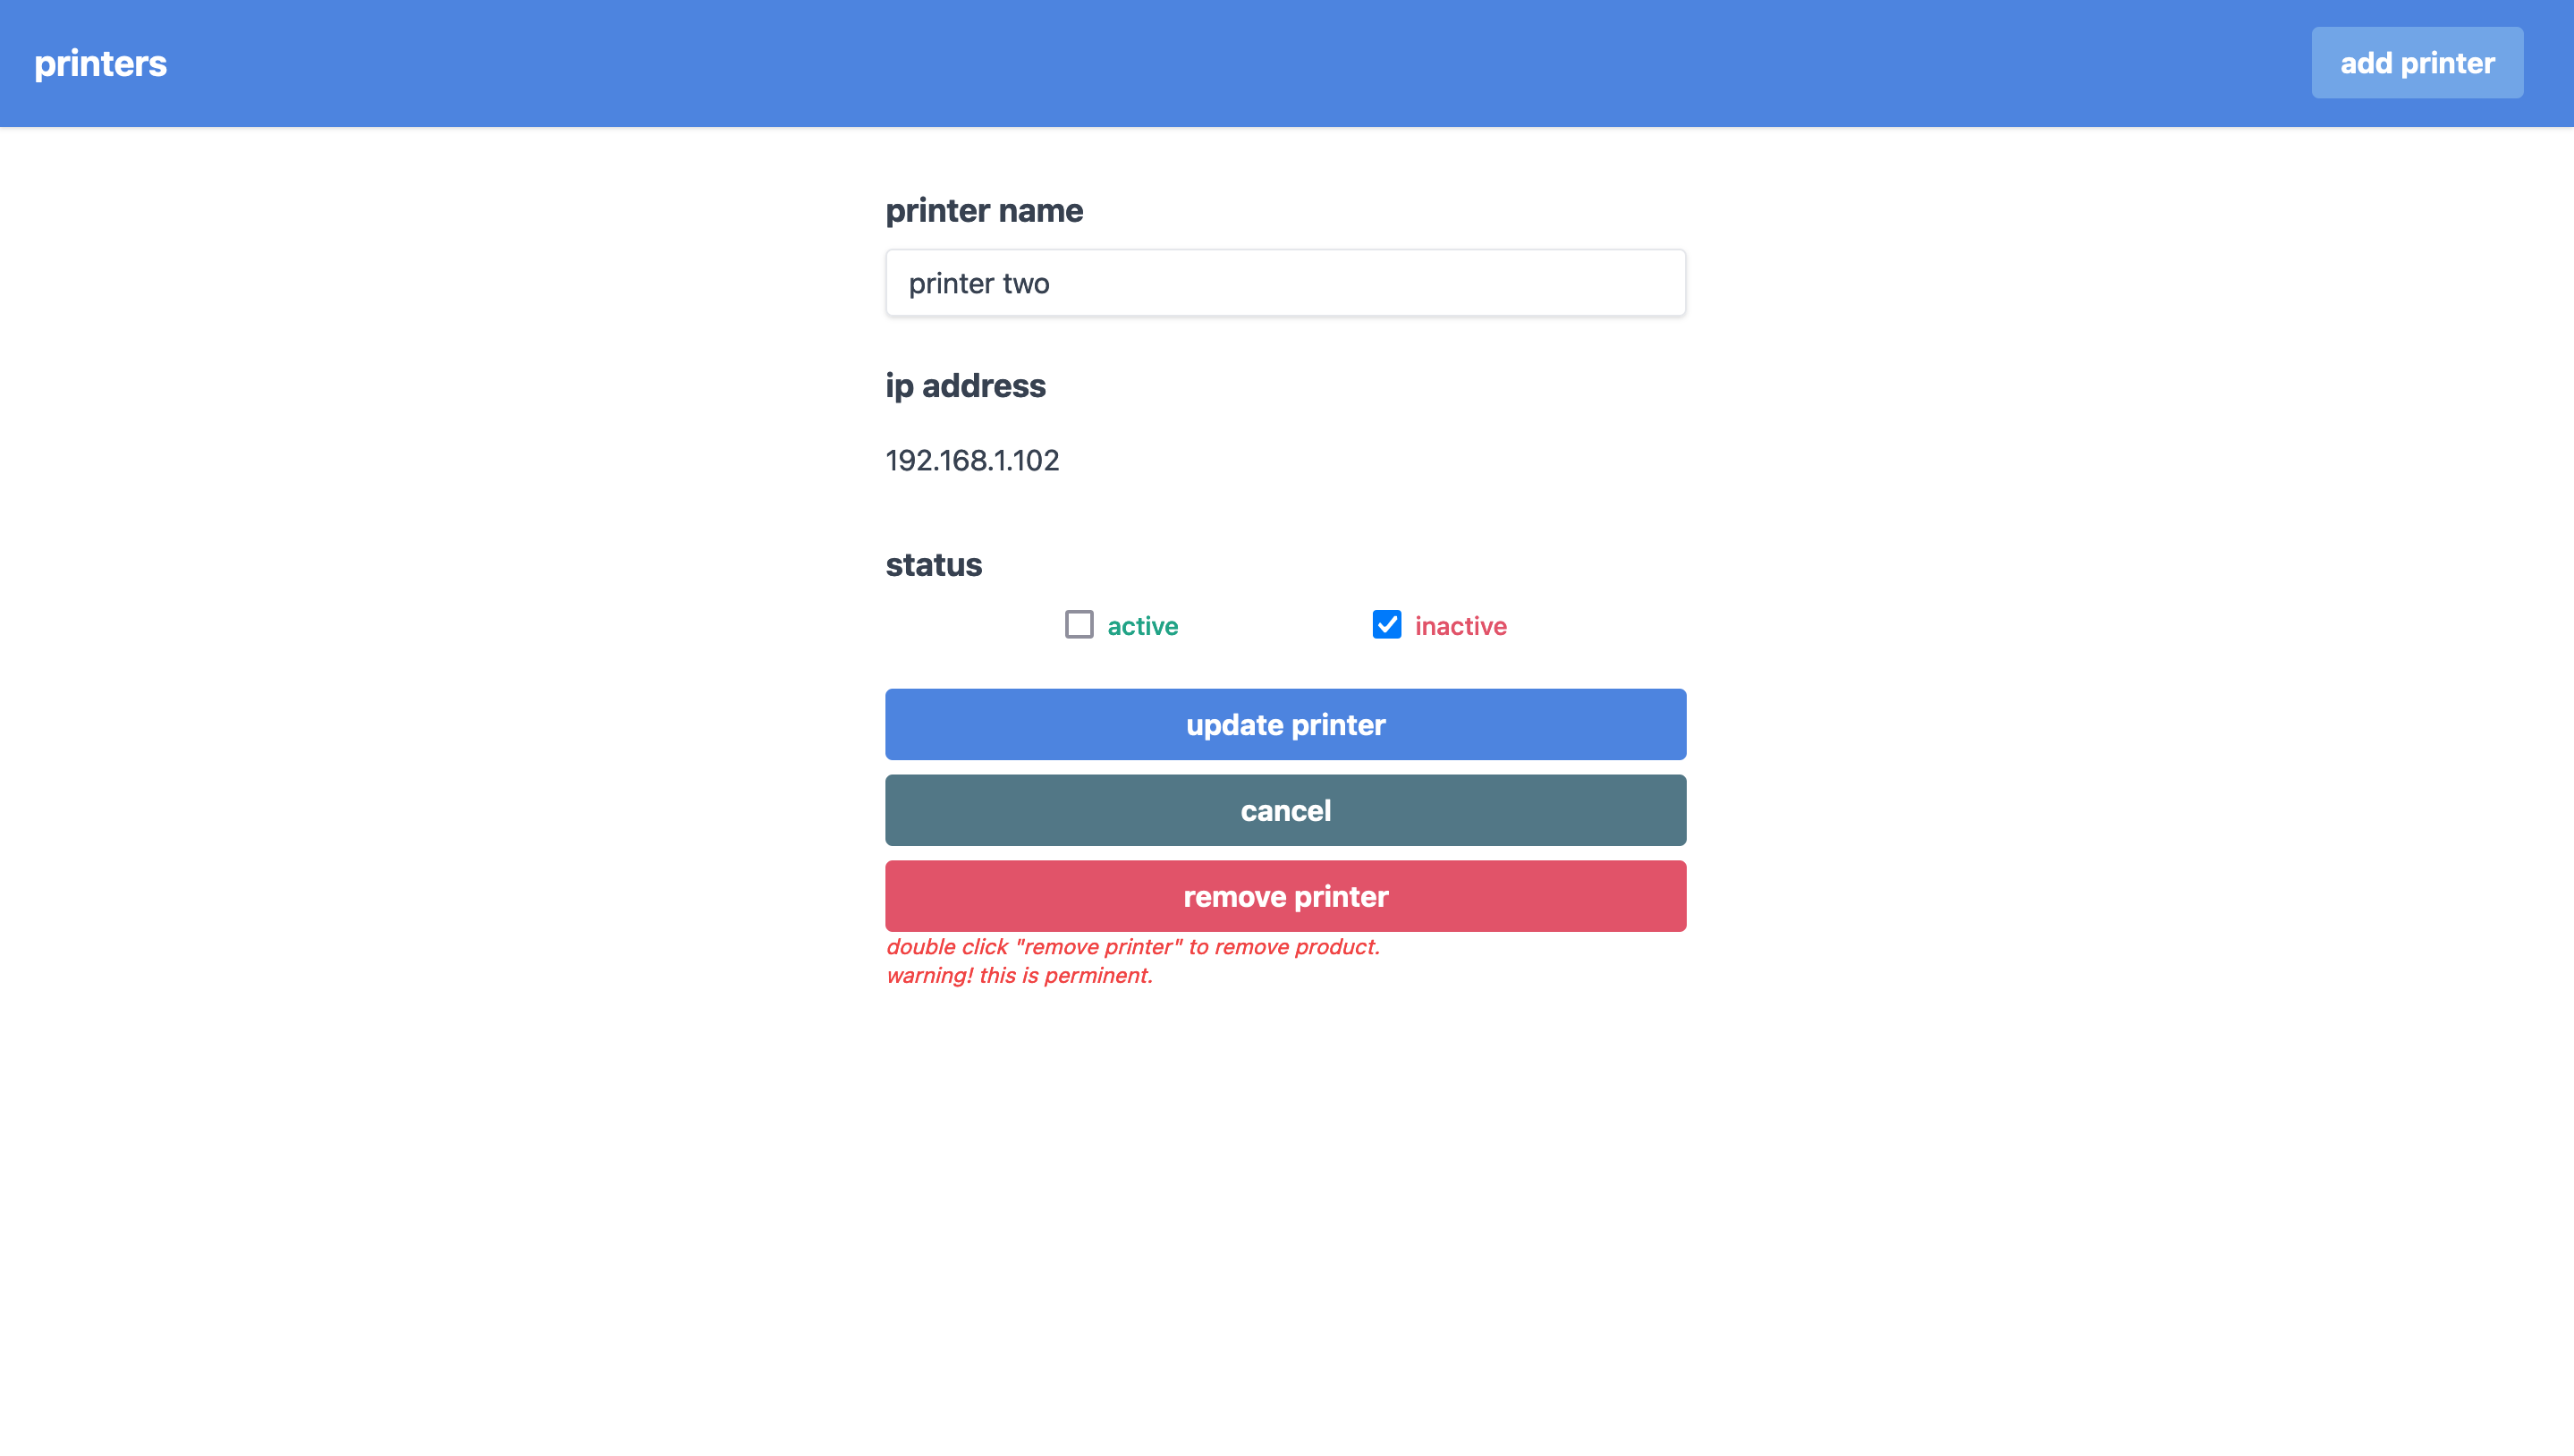 printers
add printer
printer name
printer two
ip address
192.168.1.102
status
active
inactive
update printer
cancel
remove printer
double click "remove printer" to remove product.
warning! this is perminent.